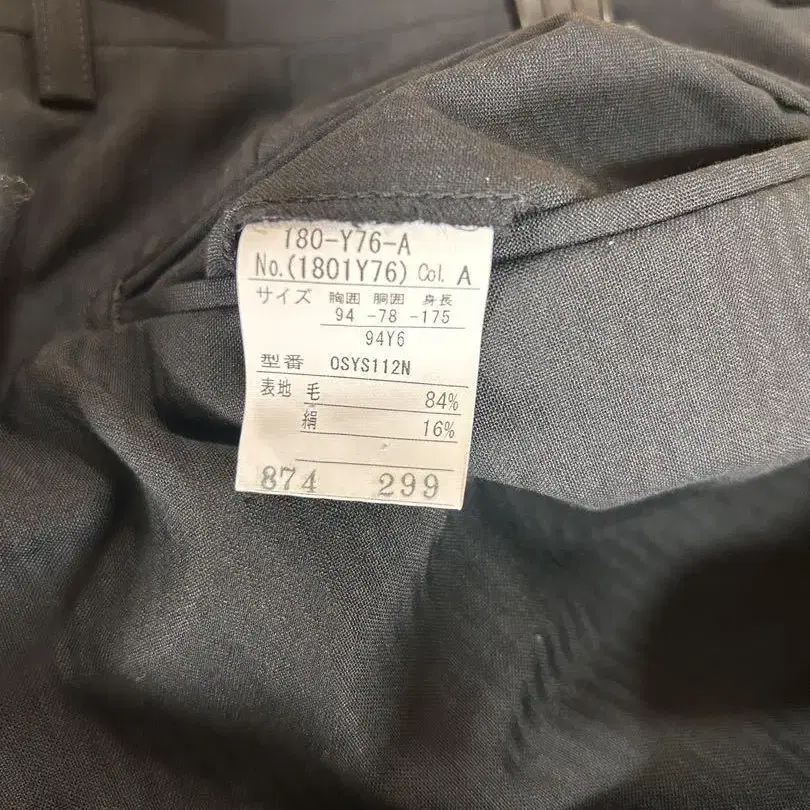 180-Y76-A
No.(1801Y76) Col. A
サイズ 胸囲 胴囲 身長
94 -78 -175
94Y6
型番 OSYS112N
表地 毛 84%
絹 16%
874 299